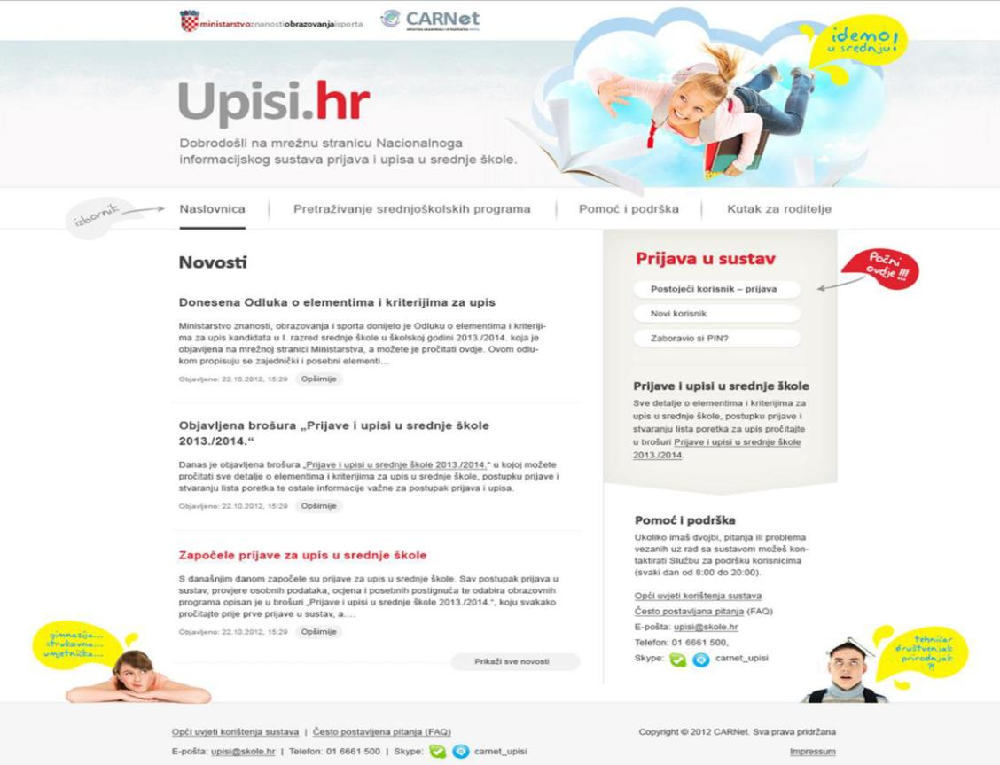 ministarstvoznanostiobrazovanjaisporta
CARNet
idemo!
u srednju!
Upisi.hr
Dobrodošli na mrežnu stranicu Nacionalnoga
informacijskog sustava prijava i upisa u srednje škole.
izbornik
Naslovnica
Pretraživanje srednjoškolskih programa
Pomoć i podrška
Kutak za roditelje
Novosti
Donesena Odluka o elementima i kriterijima za upis
Ministarstvo znanosti, obrazovanja i sporta donijelo je Odluku o elementima i kriteriji-
ma za upis kandidata u I. razred srednje škole u školskoj godini 2013./2014. koja je
objavljena na mrežnoj stranici Ministarstva, a možete je pročitati ovdje. Ovom odlu-
kom propisuju se zajednički i posebni elementi...
Objavljeno: 22.10.2012, 15:29 Opširnije
Objavljena brošura „Prijave i upisi u srednje škole
2013./2014.“
Danas je objavljena brošura „Prijave i upisi u srednje škole 2013./2014.“ u kojoj možete
pročitati sve detalje o elementima i kriterijima za upis u srednje škole, postupku prijave i
stvaranju lista poretka te ostale informacije važne za postupak prijava i upisa.
Objavljeno: 22.10.2012, 15:29 Opširnije
Započele prijave za upis u srednje škole
S današnjim danom započele su prijave za upis u srednje škole. Sav postupak prijava u
sustav, provjere osobnih podataka, ocjena i posebnih postignuća te odabira obrazovnih
programa opisan je u brošuri „Prijave i upisi u srednje škole 2013./2014.“, koju svakako
pročitajte prije prve prijave u sustav, a....
Objavljeno: 22.10.2012, 15:29 Opširnije
Prikaži sve novosti
Prijava u sustav
Počni
ovdje !!!
Postojeći korisnik – prijava
Novi korisnik
Zaboravio si PIN?
Prijave i upisi u srednje škole
Sve detalje o elementima i kriterijima za
upis u srednje škole, postupku prijave i
stvaranju lista poretka za upis pročitajte
u brošuri Prijave i upisi u srednje škole
2013./2014.
Pomoć i podrška
Ukoliko imaš dvojbi, pitanja ili problema
vezanih uz rad sa sustavom možeš kon-
taktirati Službu za podršku korisnicima
(svaki dan od 8:00 do 20:00).
Opći uvjeti korištenja sustava
Često postavljana pitanja (FAQ)
E-pošta: upisi@skole.hr
Telefon: 01 6661 500,
Skype: carnet_upisi
gimnazija...
strukovna...
umjetnička...
tehničar
društvenjak
prirodnjak
?!
Opći uvjeti korištenja sustava | Često postavljena pitanja (FAQ)
E-pošta: upisi@skole.hr | Telefon: 01 6661 500 | Skype: carnet_upisi
Copyright © 2012 CARNet. Sva prava pridržana
Impressum